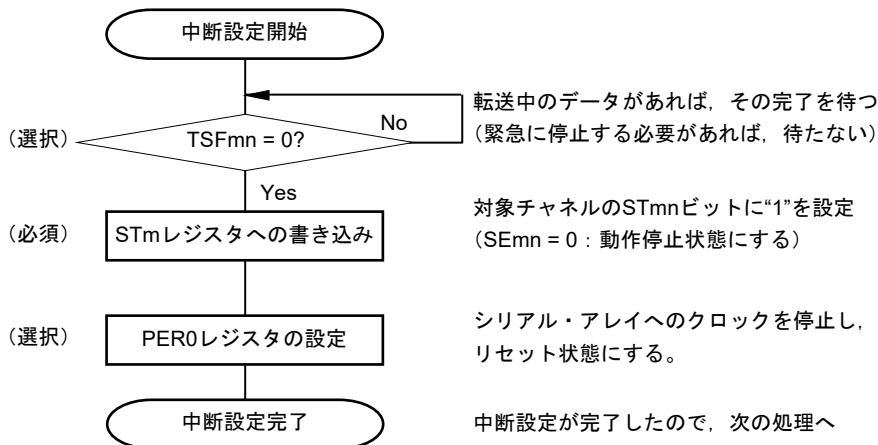 中断設定開始
転送中のデータがあれば，その完了を待つ
（選択）
TSFmn = 0?
No
（緊急に停止する必要があれば，待たない）
Yes
（必須）
STmレジスタへの書き込み
対象チャネルのSTmnビットに“1”を設定
（SEmn = 0：動作停止状態にする）
（選択）
PER0レジスタの設定
シリアル・アレイへのクロックを停止し，
リセット状態にする。
中断設定完了
中断設定が完了したので，次の処理へ